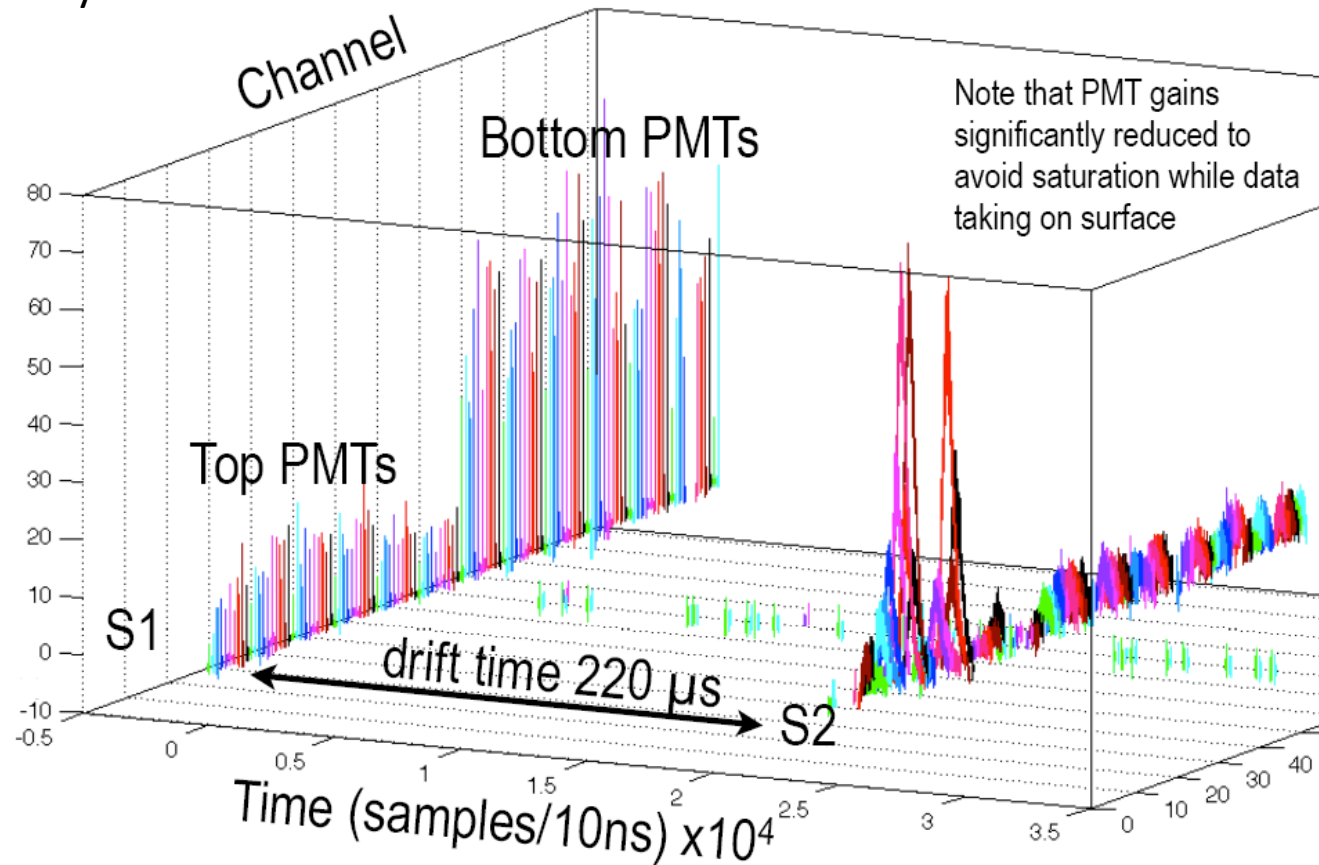 Channel
Note that PMT gains
significantly reduced to
avoid saturation while data
taking on surface
Bottom PMTs
80
70
60
50
40
30
20
10
0
-10
Top PMTs
S1
drift time 220 µs
S2
-0.5
0
0.5
1
1.5
2
2.5
3
3.5
0
10
20
30
40
Time (samples/10ns) x10⁴